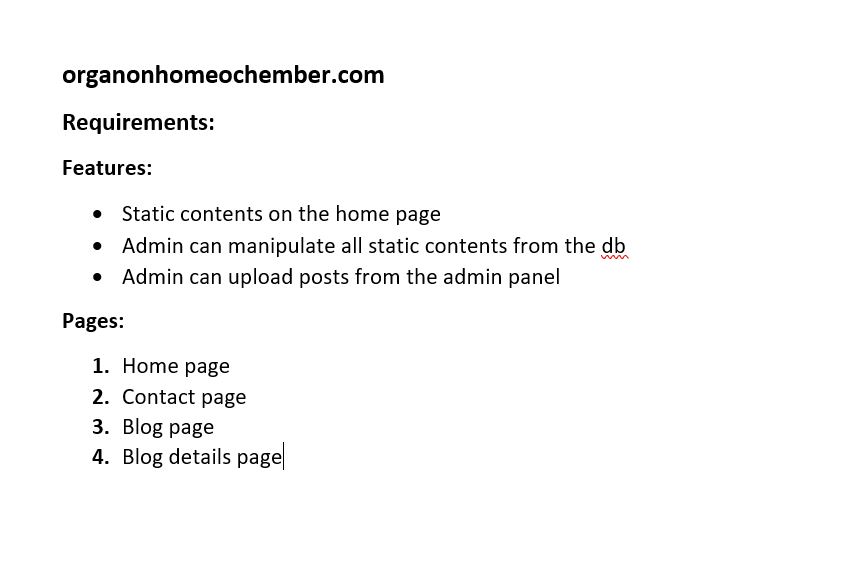 organonhomeochember.com
Requirements:
Features:
• Static contents on the home page
• Admin can manipulate all static contents from the db
• Admin can upload posts from the admin panel
Pages:
1. Home page
2. Contact page
3. Blog page
4. Blog details page